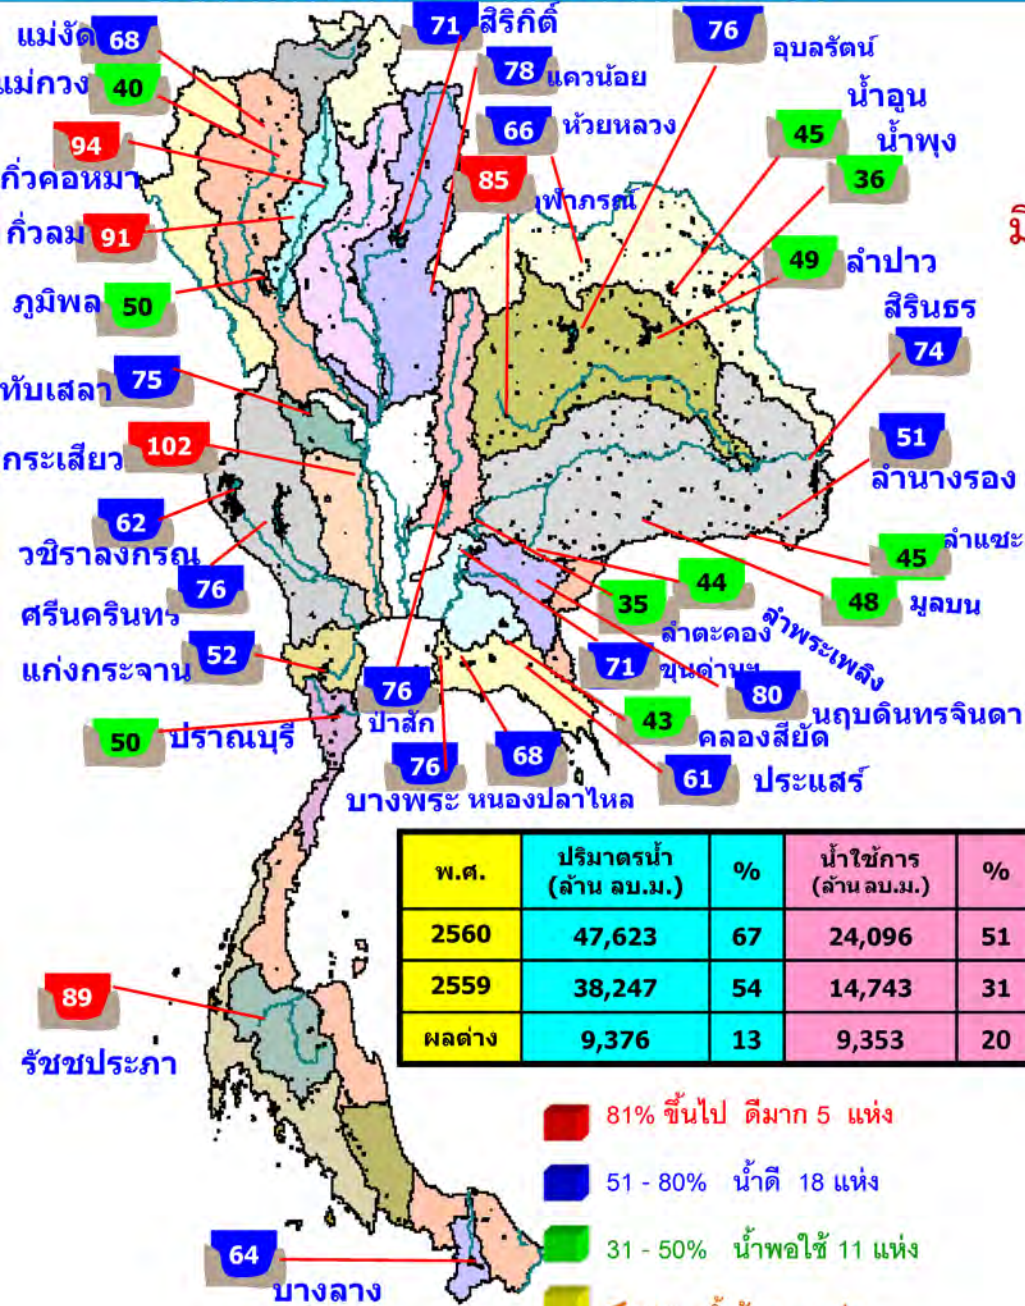 แม่งัด 68
71 สิริกิติ์
76 อุบลรัตน์
แม่กวง 40
78 แควน้อย
น้ำอูน
45
66 ห้วยหลวง
น้ำพุง
36
94
กิ่วคอหมา
85
ฬาภรณ์
กิ่วลม 91
49 ลำปาว
ภูมิพล 50
สิรินธร
74
ทับเสลา 75
กระเสียว 102
51
ลำนางรอง
62
วชิราลงกรณ
45 ลำแชะ
76
ศรีนครินทร
44
35
ลำตะคอง
48 มูลบน
ลำพระเพลิง
แก่งกระจาน 52
71 ขุนด่านฯ
76
ป่าสัก
80 นฤบดินทรจินดา
50 ปราณบุรี
43 คลองสียัด
76
บางพระ
68
หนองปลาไหล
61 ประแสร์
พ.ศ. ปริมาตรน้ำ (ล้าน ลบ.ม.) % น้ำใช้การ (ล้าน ลบ.ม.) %
2560 47,623 67 24,096 51
2559 38,247 54 14,743 31
ผลต่าง 9,376 13 9,353 20
89
รัชชประภา
81% ขึ้นไป ดีมาก 5 แห่ง
51 - 80% น้ำดี 18 แห่ง
31 - 50% น้ำพอใช้ 11 แห่ง
64
บางลาง